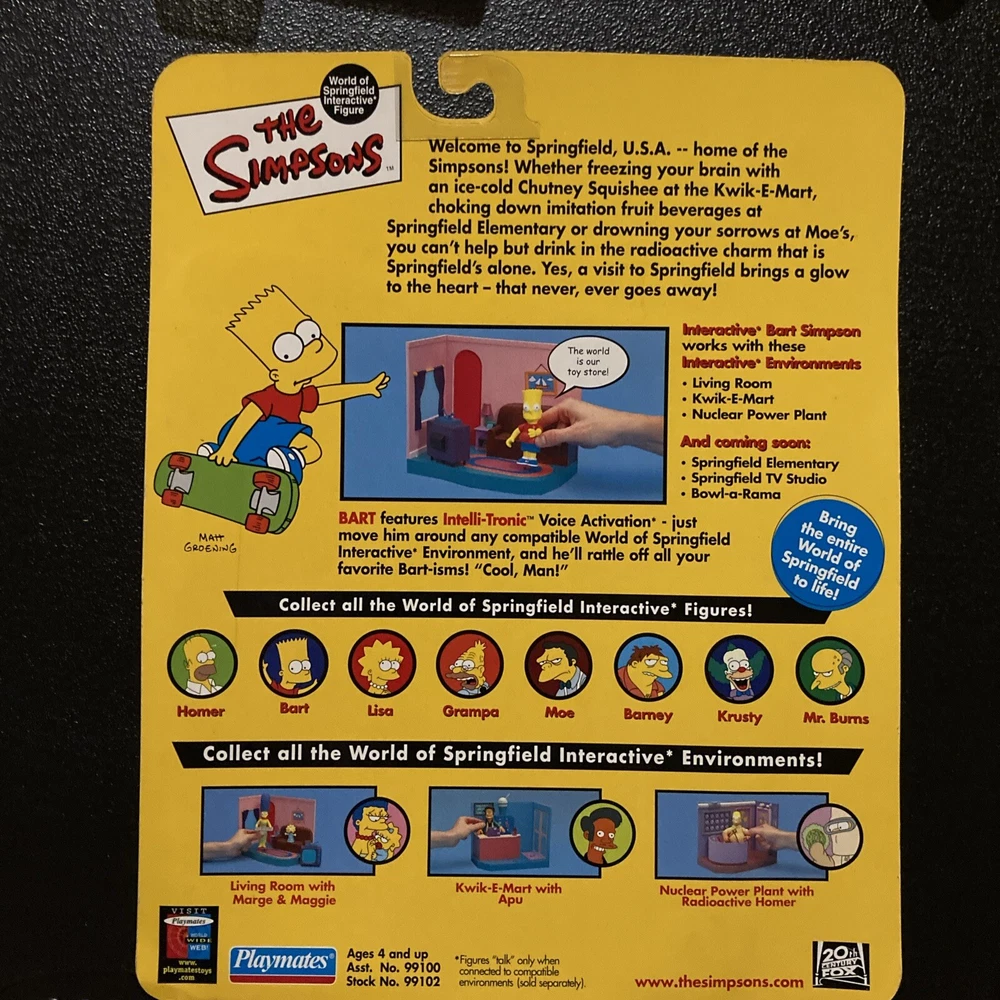 World of
Springfield
Interactive*
Figure
THE
SIMPSONS™
Welcome to Springfield, U.S.A. -- home of the
Simpsons! Whether freezing your brain with
an ice-cold Chutney Squishee at the Kwik-E-Mart,
choking down imitation fruit beverages at
Springfield Elementary or drowning your sorrows at Moe's,
you can't help but drink in the radioactive charm that is
Springfield's alone. Yes, a visit to Springfield brings a glow
to the heart – that never, ever goes away!
MATT
GROENING
The world
is our
toy store!
Interactive* Bart Simpson
works with these
Interactive* Environments
• Living Room
• Kwik-E-Mart
• Nuclear Power Plant
And coming soon:
• Springfield Elementary
• Springfield TV Studio
• Bowl-a-Rama
BART features Intelli-Tronic™ Voice Activation* - just
move him around any compatible World of Springfield
Interactive* Environment, and he'll rattle off all your
favorite Bart-isms! "Cool, Man!"
Bring
the entire
World of
Springfield
to life!
Collect all the World of Springfield Interactive* Figures!
Homer
Bart
Lisa
Grampa
Moe
Barney
Krusty
Mr. Burns
Collect all the World of Springfield Interactive* Environments!
Living Room with
Marge & Maggie
Kwik-E-Mart with
Apu
Nuclear Power Plant with
Radioactive Homer
VISIT
Playmates
WORLD
WIDE
WEB!
www.
playmatestoys
.com
Playmates®
Ages 4 and up
Asst. No. 99100
Stock No. 99102
*Figures "talk" only when
connected to compatible
environments (sold separately).
www.thesimpsons.com
20th
CENTURY
FOX